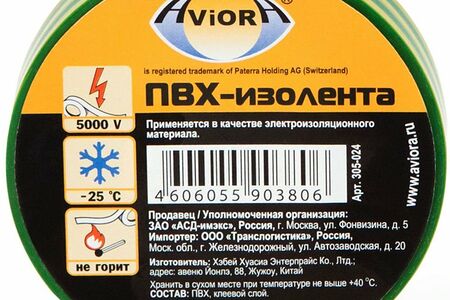 AVIORA ®
is registered trademark of Paterra Holding AG (Switzerland)
ПВХ-изолента
5000 V
Применяется в качестве электроизоляционного
материала.
-25 °C
4 606055 903806
Арт. 305-024
www.aviora.ru
не горит
Продавец / Уполномоченная организация:
ЗАО «АСД-имэкс», Россия, г. Москва, ул. Фонвизина, д. 5
Импортер: ООО «Транслогистика», Россия,
Моск. обл., г. Железнодорожный, ул. Автозаводская, д. 20
Изготовитель: Хэбей Хуасиа Энтерпрайс Ко., Лтд.;
адрес: авеню Йонлэ, 88, Жукоу, Китай
Хранить в сухом месте при температуре не выше +40 °C.
СОСТАВ: ПВХ, клеевой слой.